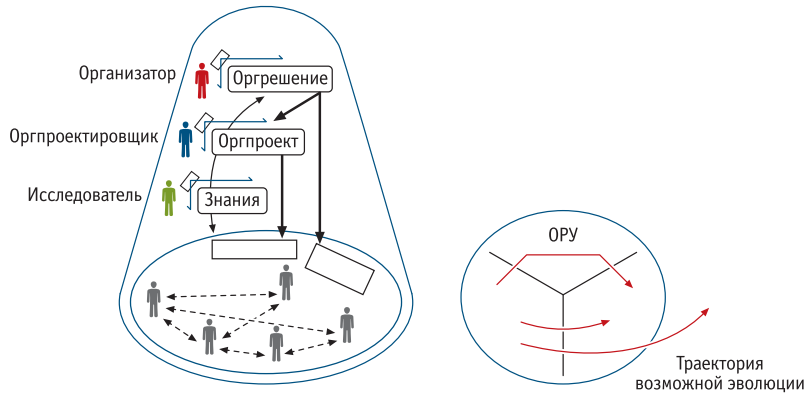 Организатор
Оргрешение
Оргпроектировщик
Оргпроект
Исследователь
Знания
ОРУ
Траектория
возможной эволюции